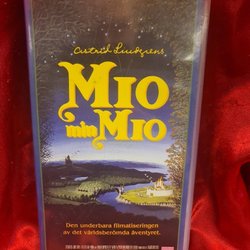 Astrid Lindgrens
MIO
min
MIO
Den underbara filmatiseringen
av det världsberömda äventyret.